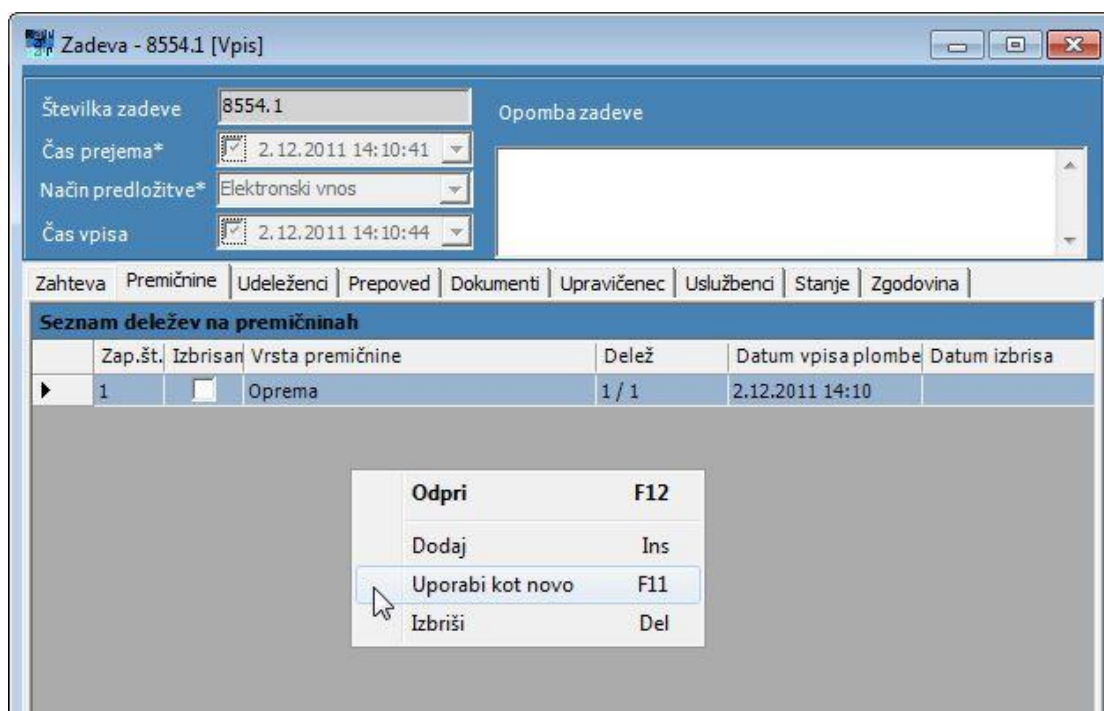 Zadeva - 8554.1 [Vpis]
Številka zadeve 8554.1 Opomba zadeve
Čas prejema* 2.12.2011 14:10:41
Način predložitve* Elektronski vnos
Čas vpisa 2.12.2011 14:10:44
Zahteva Premičnine Udeleženci Prepoved Dokumenti Upravičenec Uslužbenci Stanje Zgodovina
Seznam deležev na premičninah
Zap.št. Izbrisan Vrsta premičnine Delež Datum vpisa plombe Datum izbrisa
1 Oprema 1 / 1 2.12.2011 14:10
Odpri F12
Dodaj Ins
Uporabi kot novo F11
Izbriši Del